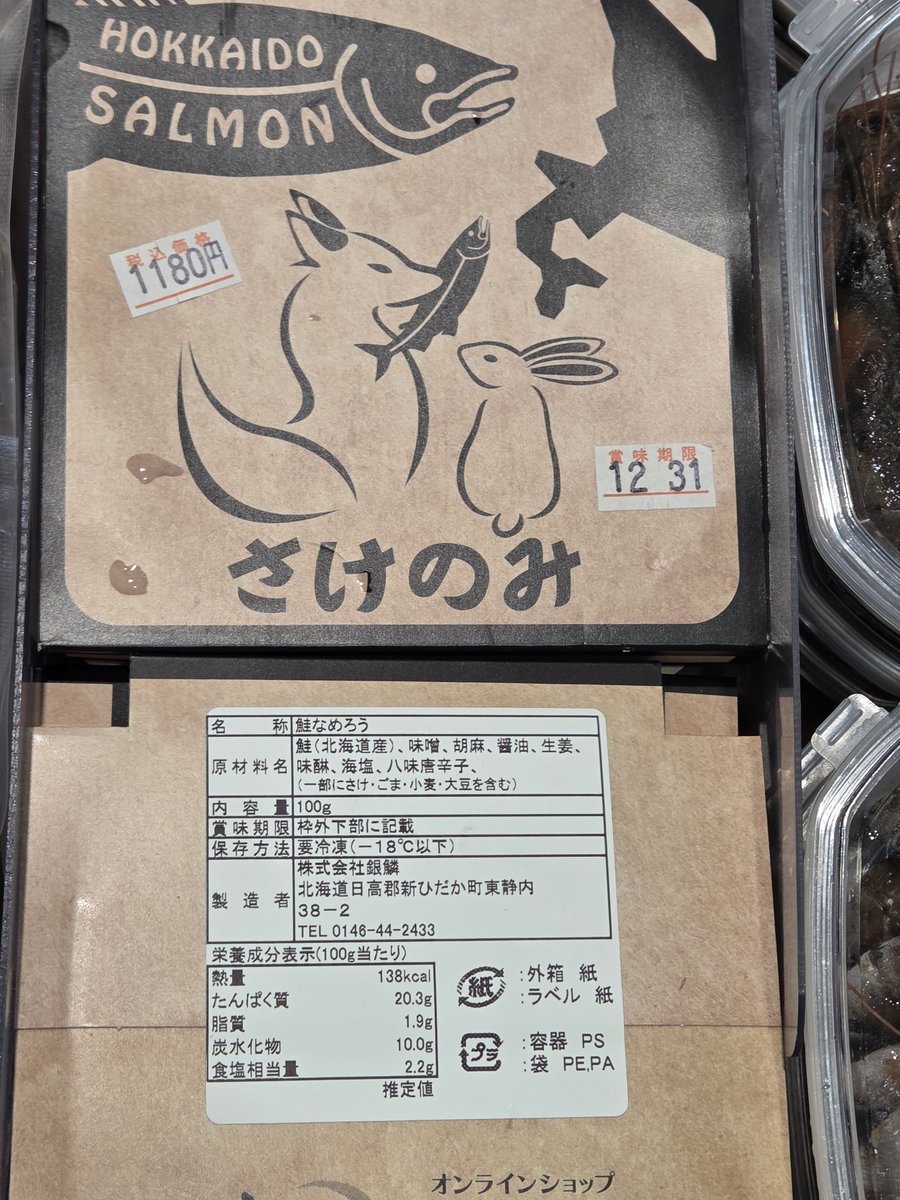 HOKKAIDO
SALMON
税込価格
1180円
賞味期限
12 31
さけのみ
名称 鮭なめろう
原材料名 鮭(北海道産)、味噌、胡麻、醤油、生姜、
味醂、海塩、八味唐辛子、
(一部にさけ・ごま・小麦・大豆を含む)
内容量 100g
賞味期限 枠外下部に記載
保存方法 要冷凍(-18℃以下)
製造者 株式会社銀鱗
北海道日高郡新ひだか町東静内
38-2
TEL 0146-44-2433
栄養成分表示(100g当たり)
熱量 138kcal
たんぱく質 20.3g
脂質 1.9g
炭水化物 10.0g
食塩相当量 2.2g
推定値
紙 :外箱 紙
:ラベル 紙
プラ :容器 PS
:袋 PE,PA
オンラインショップ